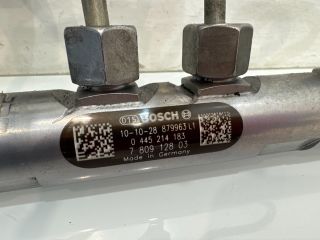 BOSCH
10-10-28 879963 L1
0 445 214 183
7 809 128 03
Made in Germany